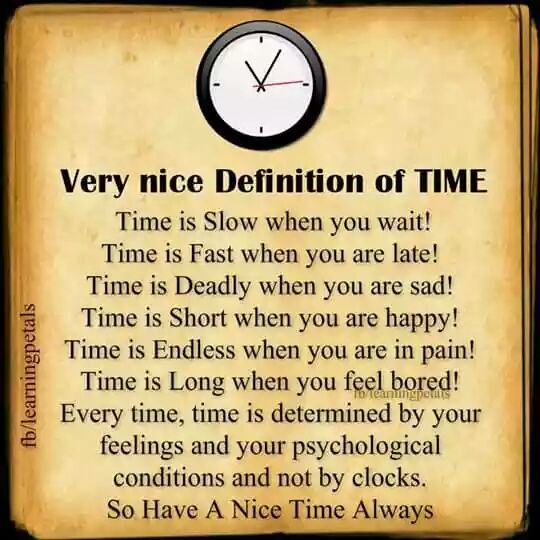 Very nice Definition of TIME
Time is Slow when you wait!
Time is Fast when you are late!
Time is Deadly when you are sad!
Time is Short when you are happy!
Time is Endless when you are in pain!
Time is Long when you feel bored!
fb/learningpetals
Every time, time is determined by your
feelings and your psychological
conditions and not by clocks.
So Have A Nice Time Always
fb/learningpetals